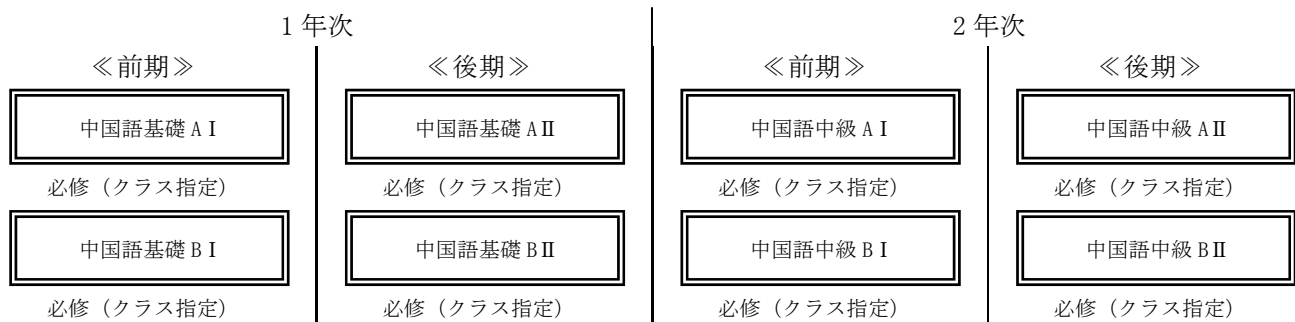 1年次 2年次
≪前期≫ ≪後期≫ ≪前期≫ ≪後期≫
中国語基礎AⅠ 中国語基礎AⅡ 中国語中級AⅠ 中国語中級AⅡ
必修（クラス指定） 必修（クラス指定） 必修（クラス指定） 必修（クラス指定）
中国語基礎BⅠ 中国語基礎BⅡ 中国語中級BⅠ 中国語中級BⅡ
必修（クラス指定） 必修（クラス指定） 必修（クラス指定） 必修（クラス指定）